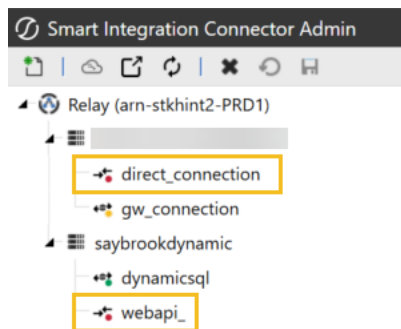 Smart Integration Connector Admin
Relay (arn-stkhint2-PRD1)
direct_connection
gw_connection
saybrookdynamic
dynamicsql
webapi_